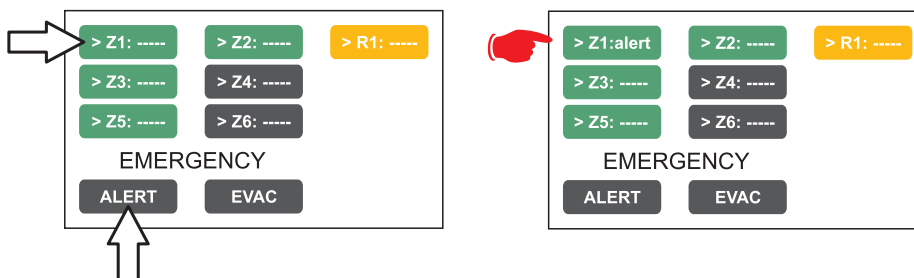 > Z1: ----- > Z2: ----- > R1: -----
> Z3: ----- > Z4: -----
> Z5: ----- > Z6: -----
EMERGENCY
ALERT EVAC
> Z1:alert > Z2: ----- > R1: -----
> Z3: ----- > Z4: -----
> Z5: ----- > Z6: -----
EMERGENCY
ALERT EVAC